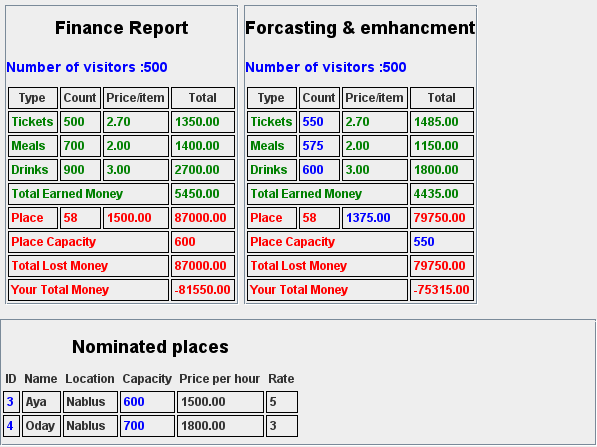 Finance Report
Number of visitors :500
Type Count Price/item Total
Tickets 500 2.70 1350.00
Meals 700 2.00 1400.00
Drinks 900 3.00 2700.00
Total Earned Money 5450.00
Place 58 1500.00 87000.00
Place Capacity 600
Total Lost Money 87000.00
Your Total Money -81550.00
Forcasting & emhancment
Number of visitors :500
Type Count Price/item Total
Tickets 550 2.70 1485.00
Meals 575 2.00 1150.00
Drinks 600 3.00 1800.00
Total Earned Money 4435.00
Place 58 1375.00 79750.00
Place Capacity 550
Total Lost Money 79750.00
Your Total Money -75315.00
Nominated places
ID Name Location Capacity Price per hour Rate
3 Aya Nablus 600 1500.00 5
4 Oday Nablus 700 1800.00 3